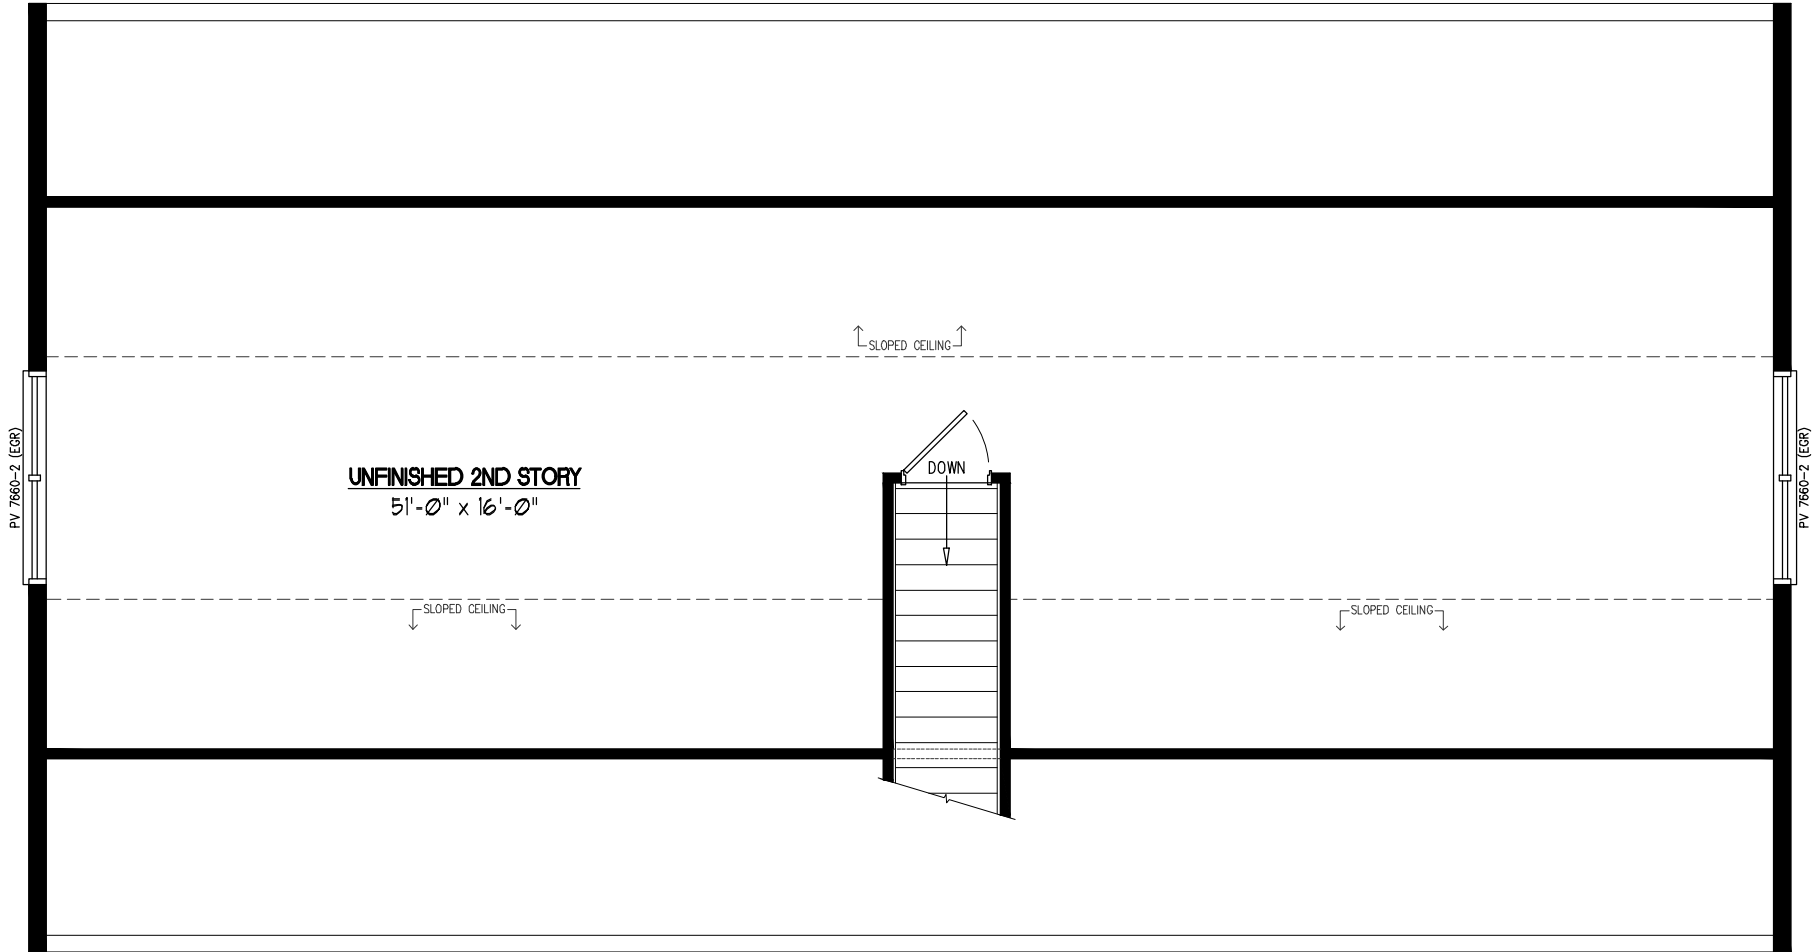 SLOPED CEILING
PV 7660-2 (EGR)
PV 7660-2 (EGR)
DOWN
UNFINISHED 2ND STORY
51'-0" x 16'-0"
SLOPED CEILING
SLOPED CEILING